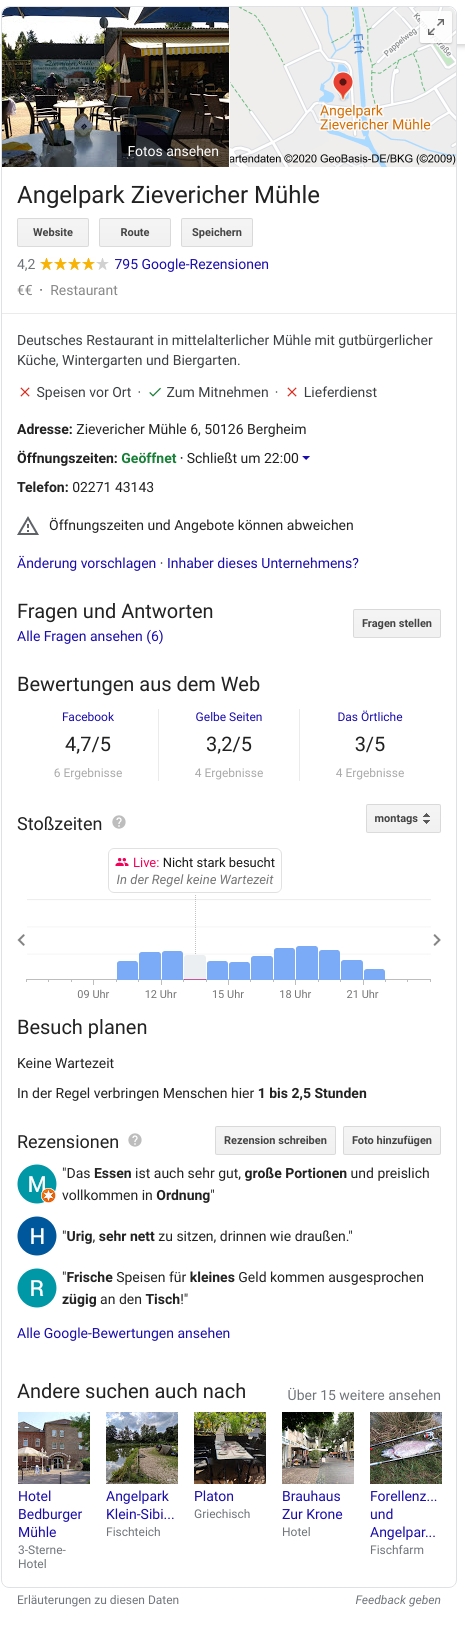 Fotos ansehen
Erft
Pappelweg
Angelpark
Zievericher Mühle
artendaten ©2020 GeoBasis-DE/BKG (©2009)
Angelpark Zievericher Mühle
Website Route Speichern
4,2 795 Google-Rezensionen
€€ · Restaurant
Deutsches Restaurant in mittelalterlicher Mühle mit gutbürgerlicher
Küche, Wintergarten und Biergarten.
Speisen vor Ort · Zum Mitnehmen · Lieferdienst
Adresse: Zievericher Mühle 6, 50126 Bergheim
Öffnungszeiten: Geöffnet · Schließt um 22:00
Telefon: 02271 43143
Öffnungszeiten und Angebote können abweichen
Änderung vorschlagen · Inhaber dieses Unternehmens?
Fragen und Antworten
Fragen stellen
Alle Fragen ansehen (6)
Bewertungen aus dem Web
Facebook Gelbe Seiten Das Örtliche
4,7/5 3,2/5 3/5
6 Ergebnisse 4 Ergebnisse 4 Ergebnisse
Stoßzeiten ? montags
Live: Nicht stark besucht
In der Regel keine Wartezeit
09 Uhr 12 Uhr 15 Uhr 18 Uhr 21 Uhr
Besuch planen
Keine Wartezeit
In der Regel verbringen Menschen hier 1 bis 2,5 Stunden
Rezensionen ? Rezension schreiben Foto hinzufügen
M
"Das Essen ist auch sehr gut, große Portionen und preislich
vollkommen in Ordnung"
H
"Urig, sehr nett zu sitzen, drinnen wie draußen."
R
"Frische Speisen für kleines Geld kommen ausgesprochen
zügig an den Tisch!"
Alle Google-Bewertungen ansehen
Andere suchen auch nach Über 15 weitere ansehen
Hotel
Bedburger
Mühle
3-Sterne-
Hotel
Angelpark
Klein-Sibi...
Fischteich
Platon
Griechisch
Brauhaus
Zur Krone
Hotel
Forellenz...
und
Angelpar...
Fischfarm
Erläuterungen zu diesen Daten Feedback geben